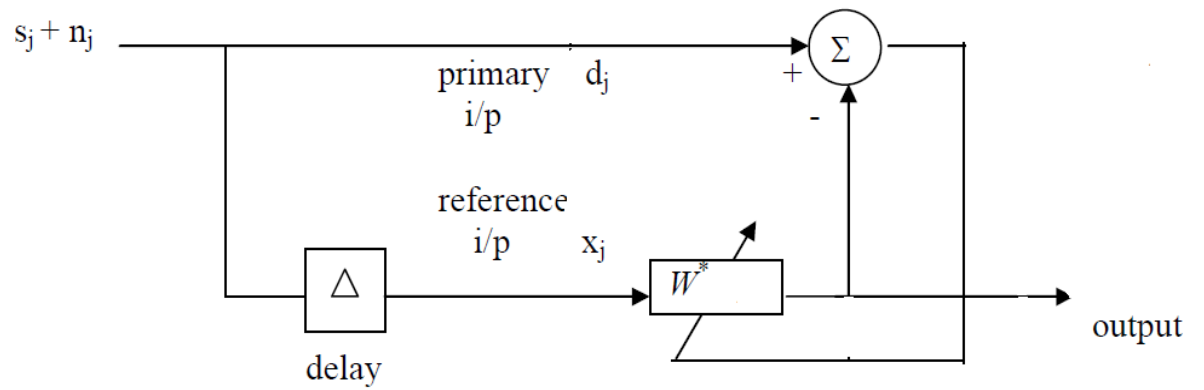 sj + nj
Σ
primary dj
+
i/p
-
reference
i/p xj
△
W*
output
delay